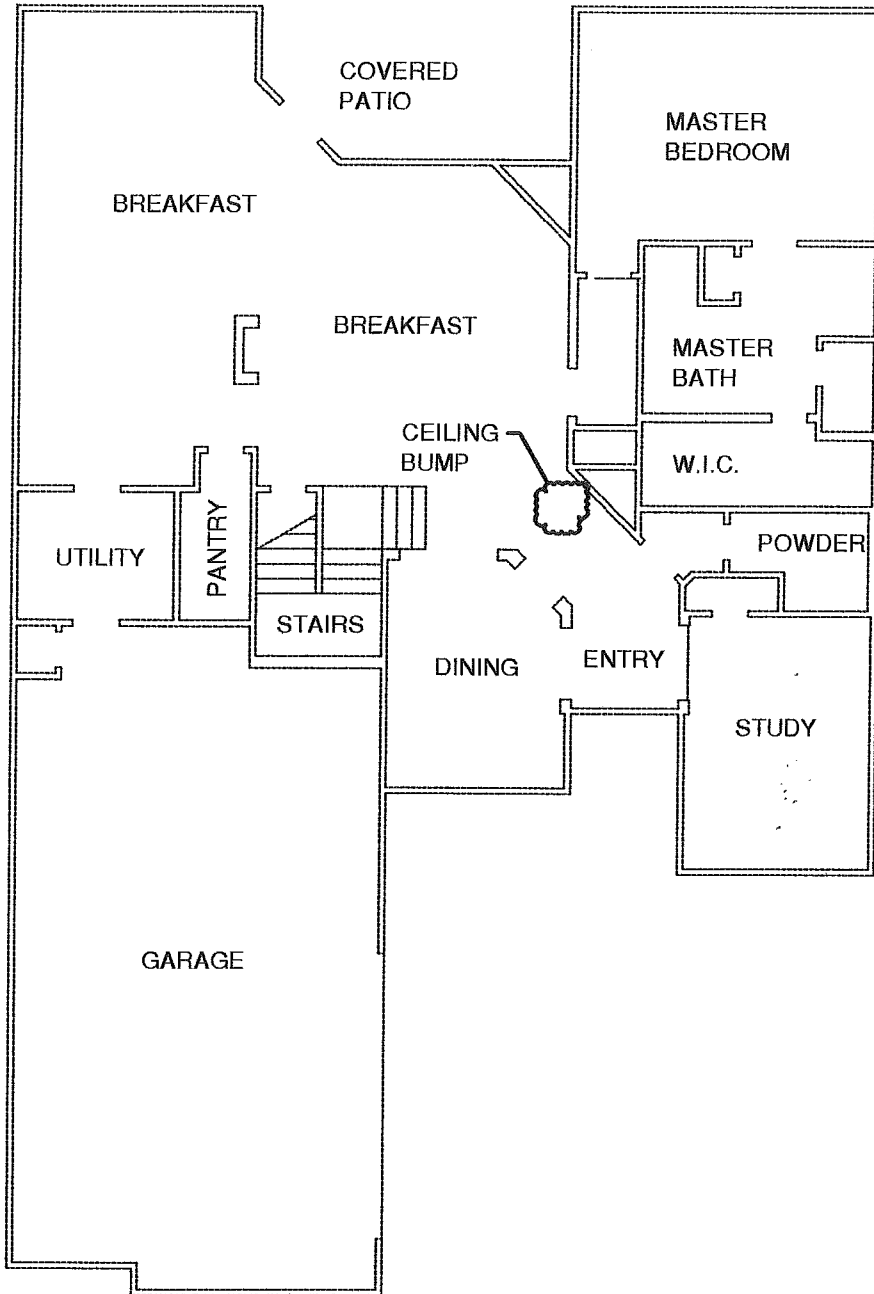 COVERED
PATIO
MASTER
BEDROOM
BREAKFAST
BREAKFAST
MASTER
BATH
CEILING
BUMP
W.I.C.
UTILITY
PANTRY
POWDER
STAIRS
DINING
ENTRY
STUDY
GARAGE